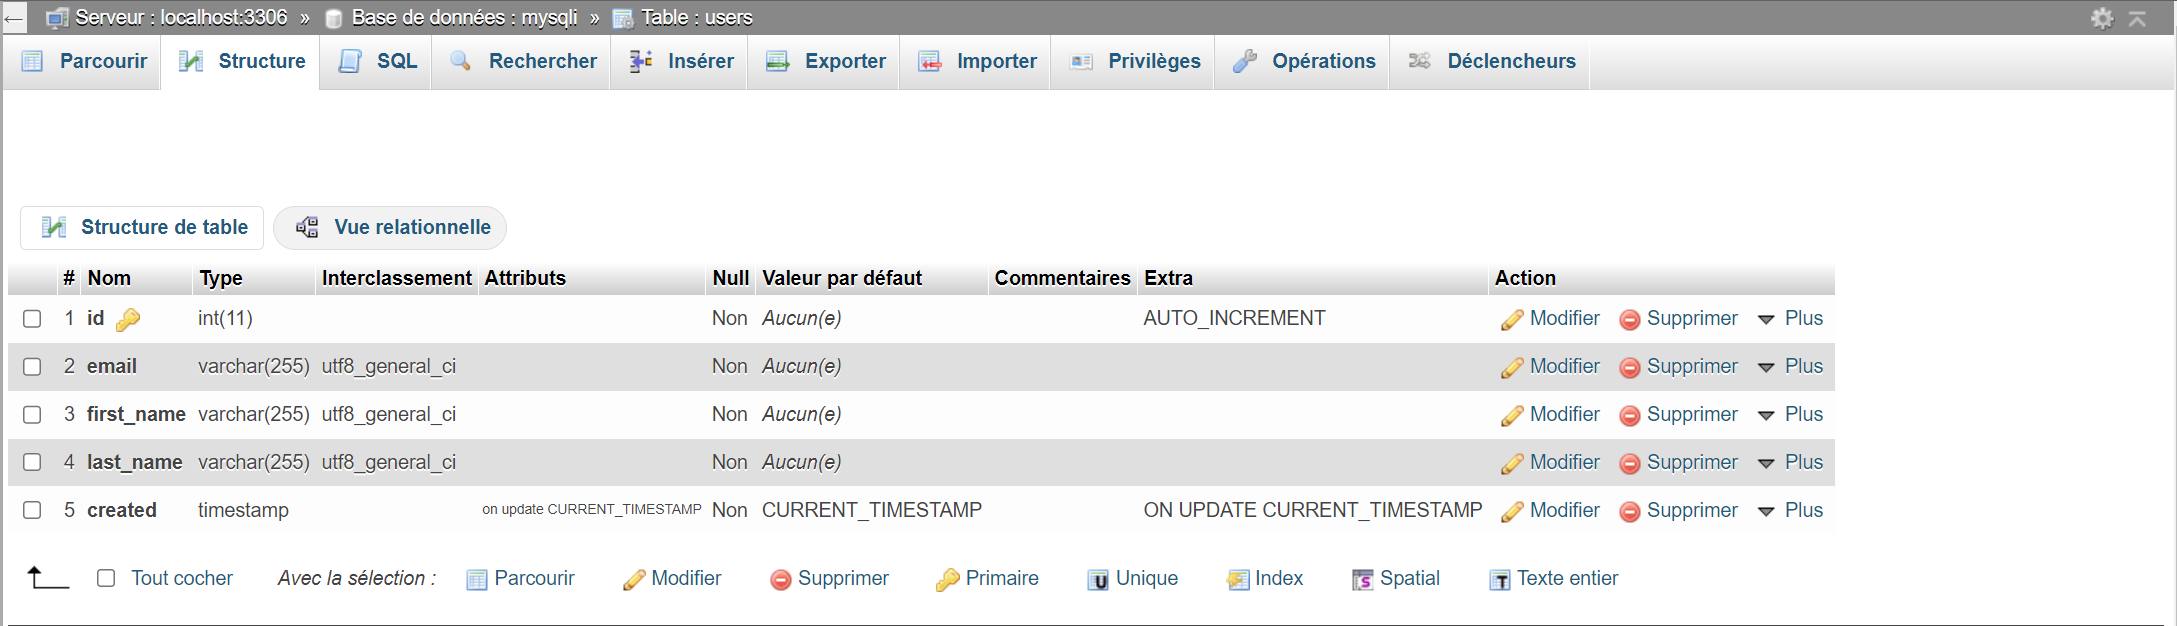 ← Serveur : localhost:3306 » Base de données : mysqli » Table : users
Parcourir Structure SQL Rechercher Insérer Exporter Importer Privilèges Opérations Déclencheurs
Structure de table Vue relationnelle
# Nom Type Interclassement Attributs Null Valeur par défaut Commentaires Extra Action
1 id int(11) Non Aucun(e) AUTO_INCREMENT Modifier Supprimer Plus
2 email varchar(255) utf8_general_ci Non Aucun(e) Modifier Supprimer Plus
3 first_name varchar(255) utf8_general_ci Non Aucun(e) Modifier Supprimer Plus
4 last_name varchar(255) utf8_general_ci Non Aucun(e) Modifier Supprimer Plus
5 created timestamp on update CURRENT_TIMESTAMP Non CURRENT_TIMESTAMP ON UPDATE CURRENT_TIMESTAMP Modifier Supprimer Plus
Tout cocher Avec la sélection : Parcourir Modifier Supprimer Primaire Unique Index Spatial Texte entier